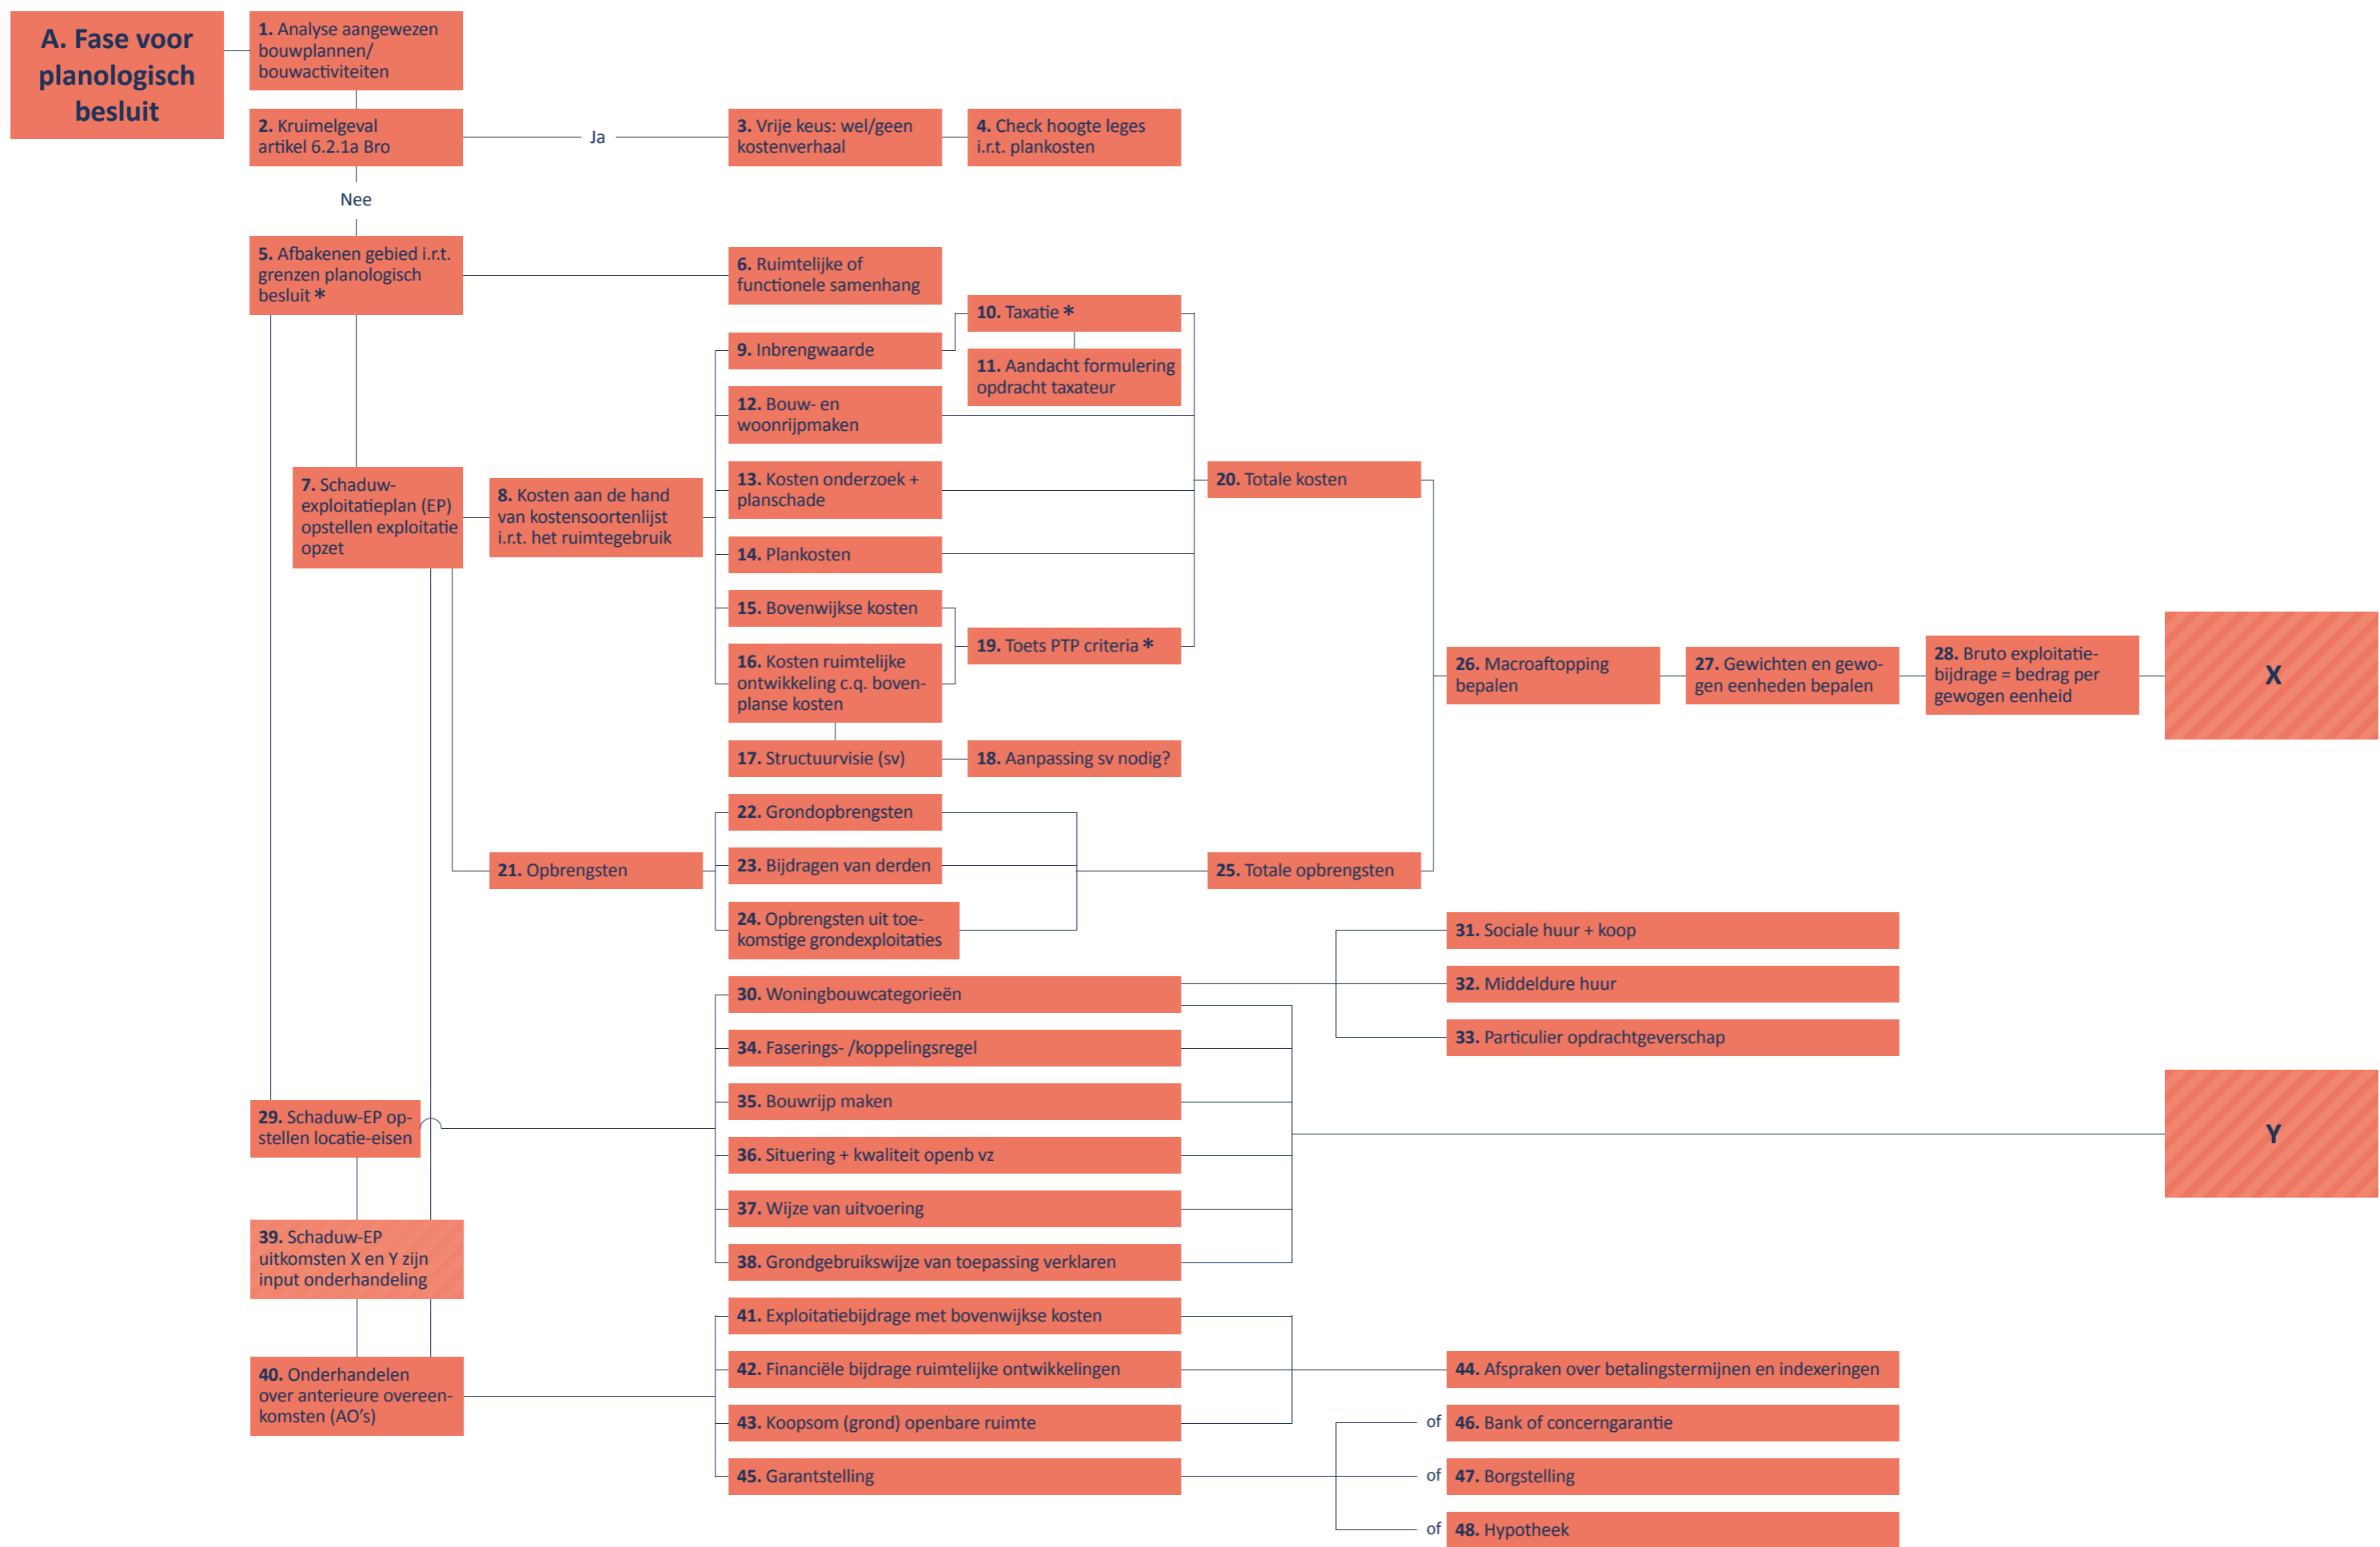 A. Fase voor
planologisch
besluit
1. Analyse aangewezen
bouwplannen/
bouwactiviteiten
2. Kruimelgeval
artikel 6.2.1a Bro
Ja
3. Vrije keus: wel/geen
kostenverhaal
4. Check hoogte leges
i.r.t. plankosten
Nee
5. Afbakenen gebied i.r.t.
grenzen planologisch
besluit *
6. Ruimtelijke of
functionele samenhang
7. Schaduw-
exploitatieplan (EP)
opstellen exploitatie
opzet
8. Kosten aan de hand
van kostensoortenlijst
i.r.t. het ruimtegebruik
9. Inbrengwaarde
10. Taxatie *
11. Aandacht formulering
opdracht taxateur
12. Bouw- en
woonrijpmaken
13. Kosten onderzoek +
planschade
14. Plankosten
15. Bovenwijkse kosten
16. Kosten ruimtelijke
ontwikkeling c.q. boven-
planse kosten
17. Structuurvisie (sv)
18. Aanpassing sv nodig?
19. Toets PTP criteria *
20. Totale kosten
21. Opbrengsten
22. Grondopbrengsten
23. Bijdragen van derden
24. Opbrengsten uit toe-
komstige grondexploitaties
25. Totale opbrengsten
26. Macroaftopping
bepalen
27. Gewichten en gewo-
gen eenheden bepalen
28. Bruto exploitatie-
bijdrage = bedrag per
gewogen eenheid
X
29. Schaduw-EP op-
stellen locatie-eisen
30. Woningbouwcategorieën
31. Sociale huur + koop
32. Middeldure huur
33. Particulier opdrachtgeverschap
34. Faserings- /koppelingsregel
35. Bouwrijp maken
36. Situering + kwaliteit openb vz
37. Wijze van uitvoering
38. Grondgebruikswijze van toepassing verklaren
Y
39. Schaduw-EP
uitkomsten X en Y zijn
input onderhandeling
40. Onderhandelen
over anterieure overeen-
komsten (AO's)
41. Exploitatiebijdrage met bovenwijkse kosten
42. Financiële bijdrage ruimtelijke ontwikkelingen
43. Koopsom (grond) openbare ruimte
44. Afspraken over betalingstermijnen en indexeringen
45. Garantstelling
of 46. Bank of concerngarantie
of 47. Borgstelling
of 48. Hypotheek